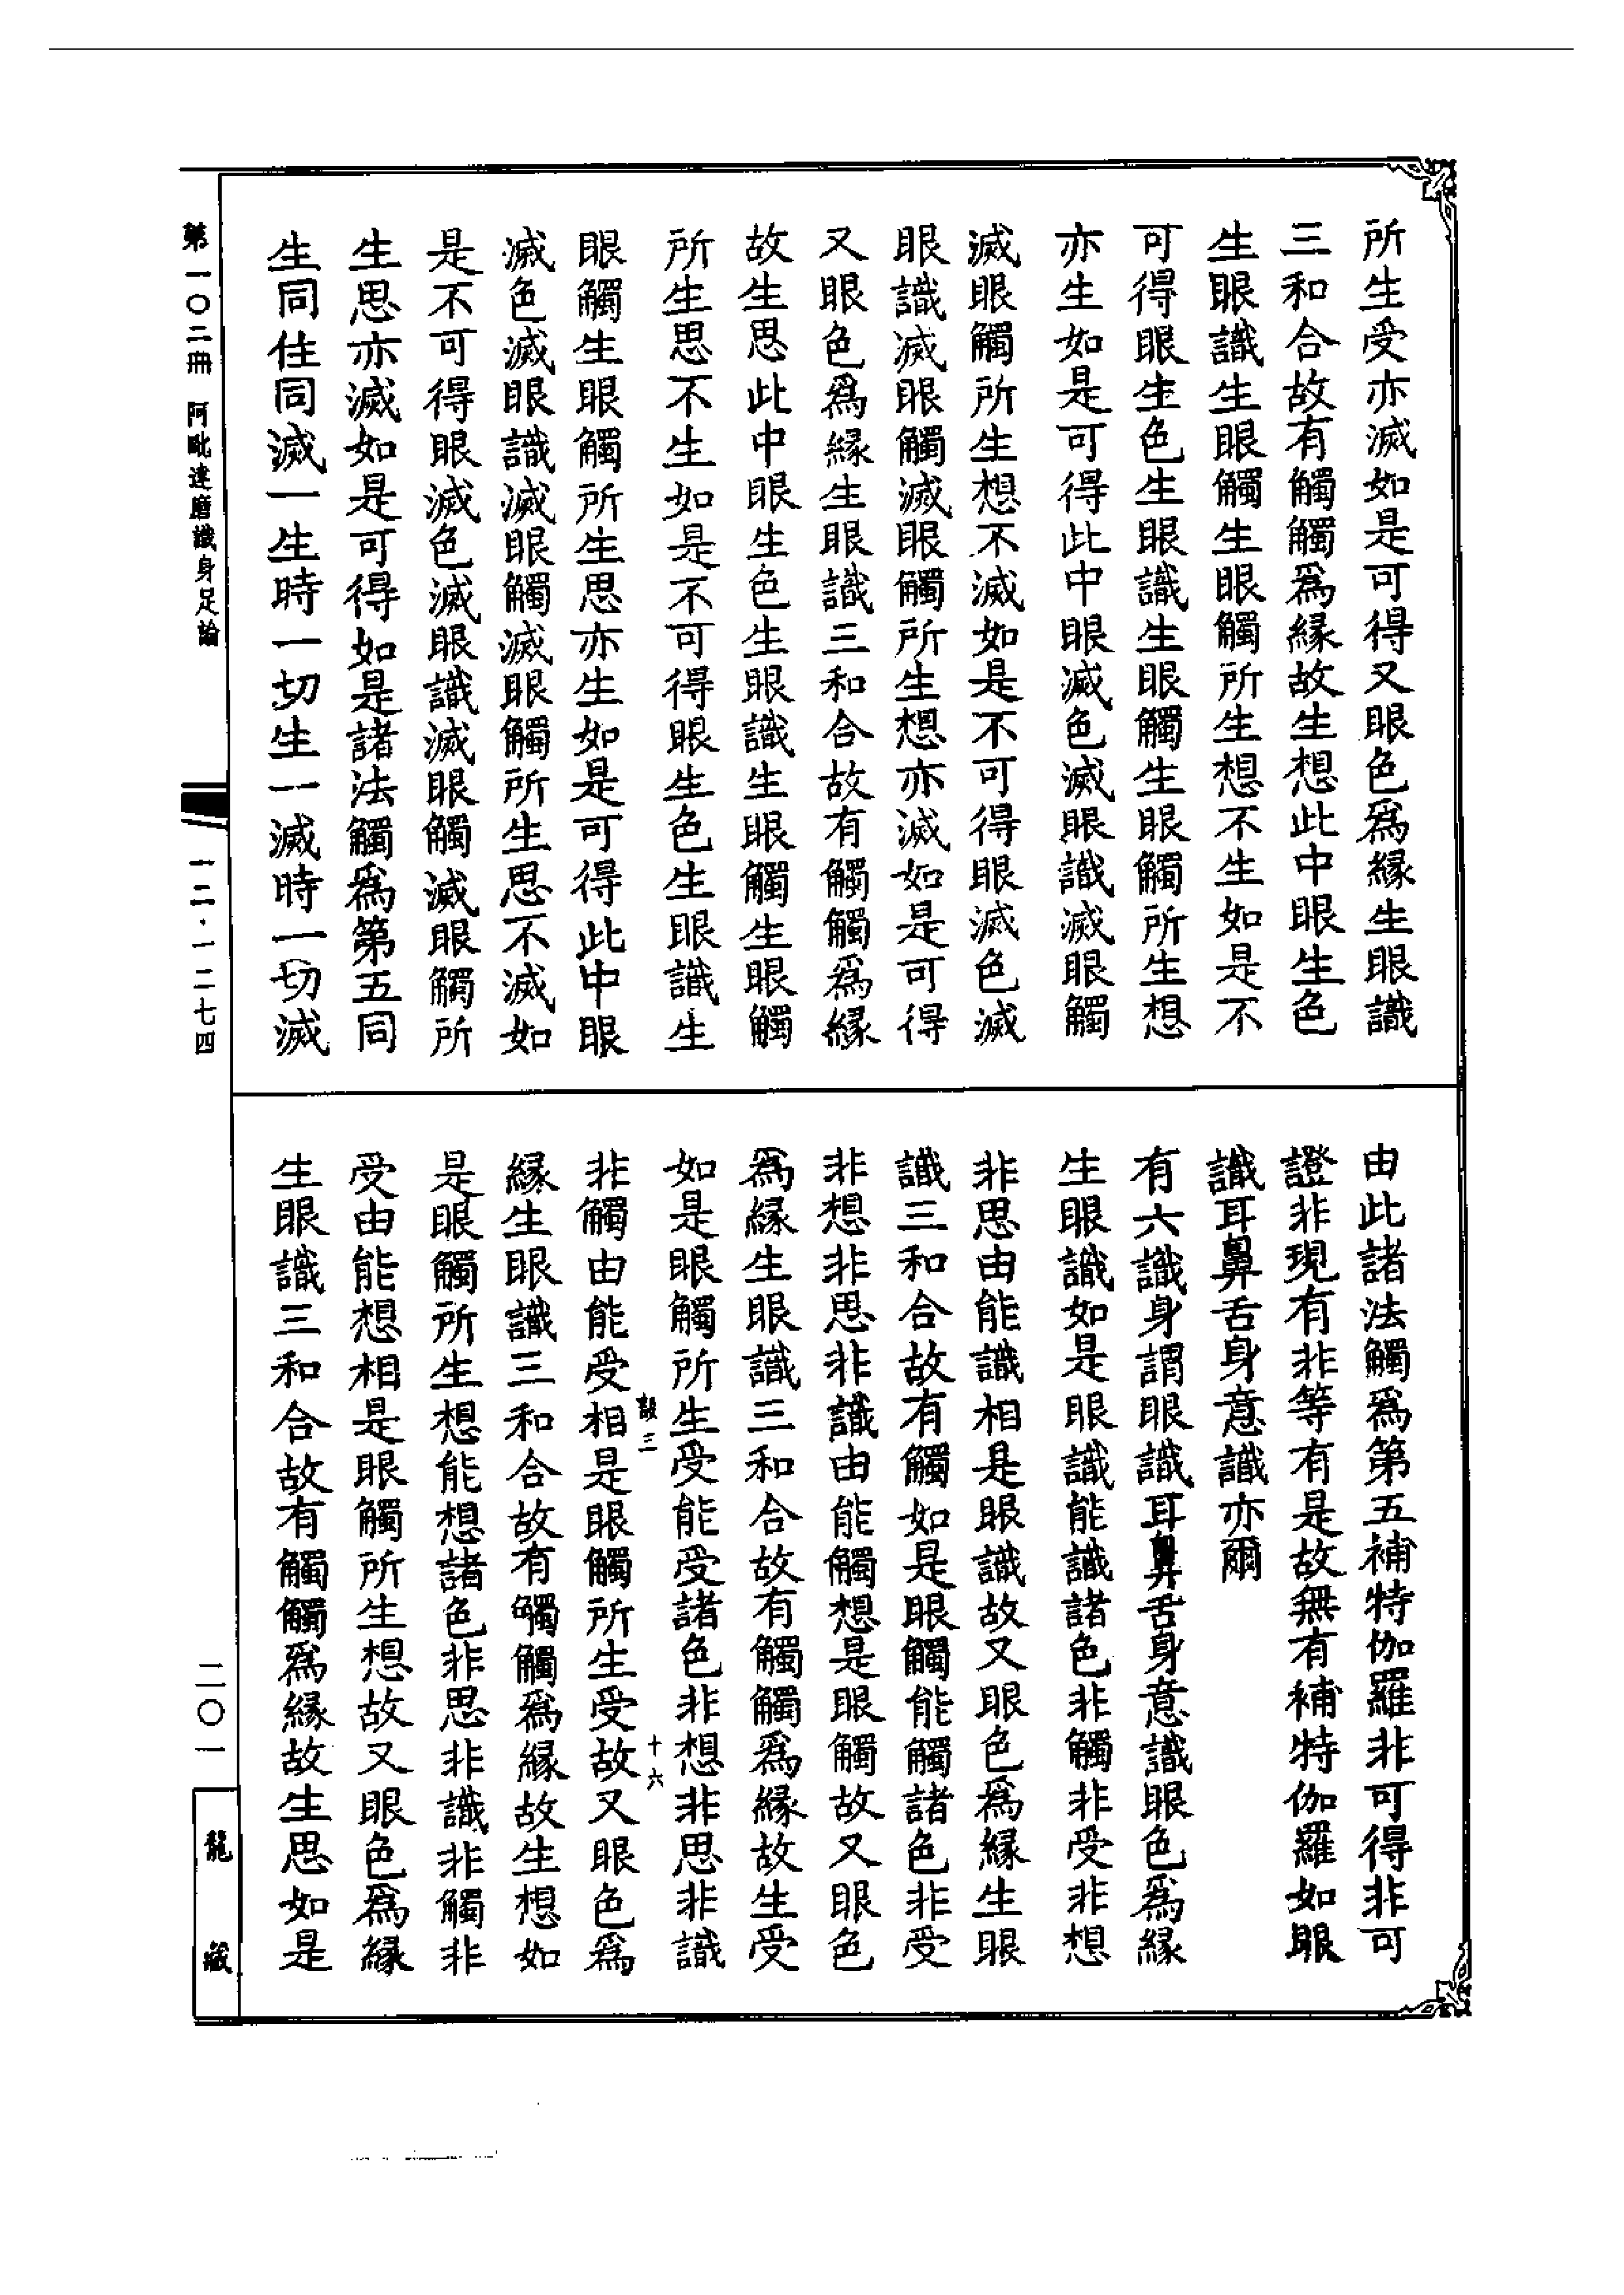 所生受亦滅如是可得又眼色爲緣生眼識
三和合故有觸觸爲緣故生想此中眼生色
生眼識生眼觸生眼觸所生想不生如是不
可得眼生色生眼識生眼觸生眼觸所生想
亦生如是可得此中眼滅色滅眼識滅眼觸
滅眼觸所生想不滅如是不可得眼滅色滅
眼識滅眼觸滅眼觸所生想亦滅如是可得
又眼色爲緣生眼識三和合故有觸觸爲緣
故生思此中眼生色生眼識生眼觸生眼觸
所生思不生如是不可得眼生色生眼識生
眼觸生眼觸所生思亦生如是可得此中眼
滅色滅眼識滅眼觸滅眼觸所生思不滅如
是不可得眼滅色滅眼識滅眼觸滅眼觸所
生思亦滅如是可得如是諸法觸爲第五同
生同住同滅一生時一切生一滅時一切滅
由此諸法觸爲第五補特伽羅非可得非可
證非現有非等有是故無有補特伽羅如眼
識耳鼻舌身意識亦爾
有六識身謂眼識耳鼻舌身意識眼色爲緣
生眼識如是眼識能識諸色非觸非受非想
非思由能識相是眼識故又眼色爲緣生眼
識三和合故有觸如是眼觸能觸諸色非受
非想非思非識由能觸想是眼觸故又眼色
爲緣生眼識三和合故有觸觸爲緣故生受
如是眼觸所生受能受諸色非想非思非識
非觸由能受相是眼觸所生受故又眼色爲
緣生眼識三和合故有觸觸爲緣故生想如
是眼觸所生想能想諸色非思非識非觸非
受由能想相是眼觸所生想故又眼色爲緣
生眼識三和合故有觸觸爲緣故生思如是
三
十六
第一〇二冊 阿毗達磨識身足論
一二·一二七四
二〇一
龍藏